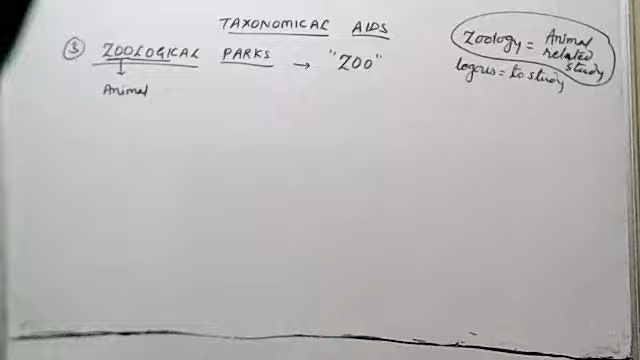 TAXONOMICAL AIDS
③ ZOOLOGICAL PARKS → "ZOO"
Animal
Zoology = Animal
related
study
logous = to study